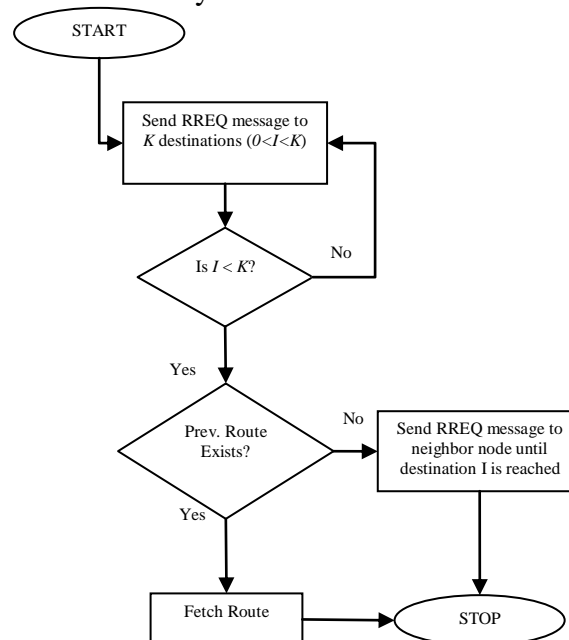 START
Send RREQ message to
K destinations (0<I<K)
Is I < K?
No
Yes
Prev. Route
Exists?
No
Send RREQ message to
neighbor node until
destination I is reached
Yes
Fetch Route
STOP